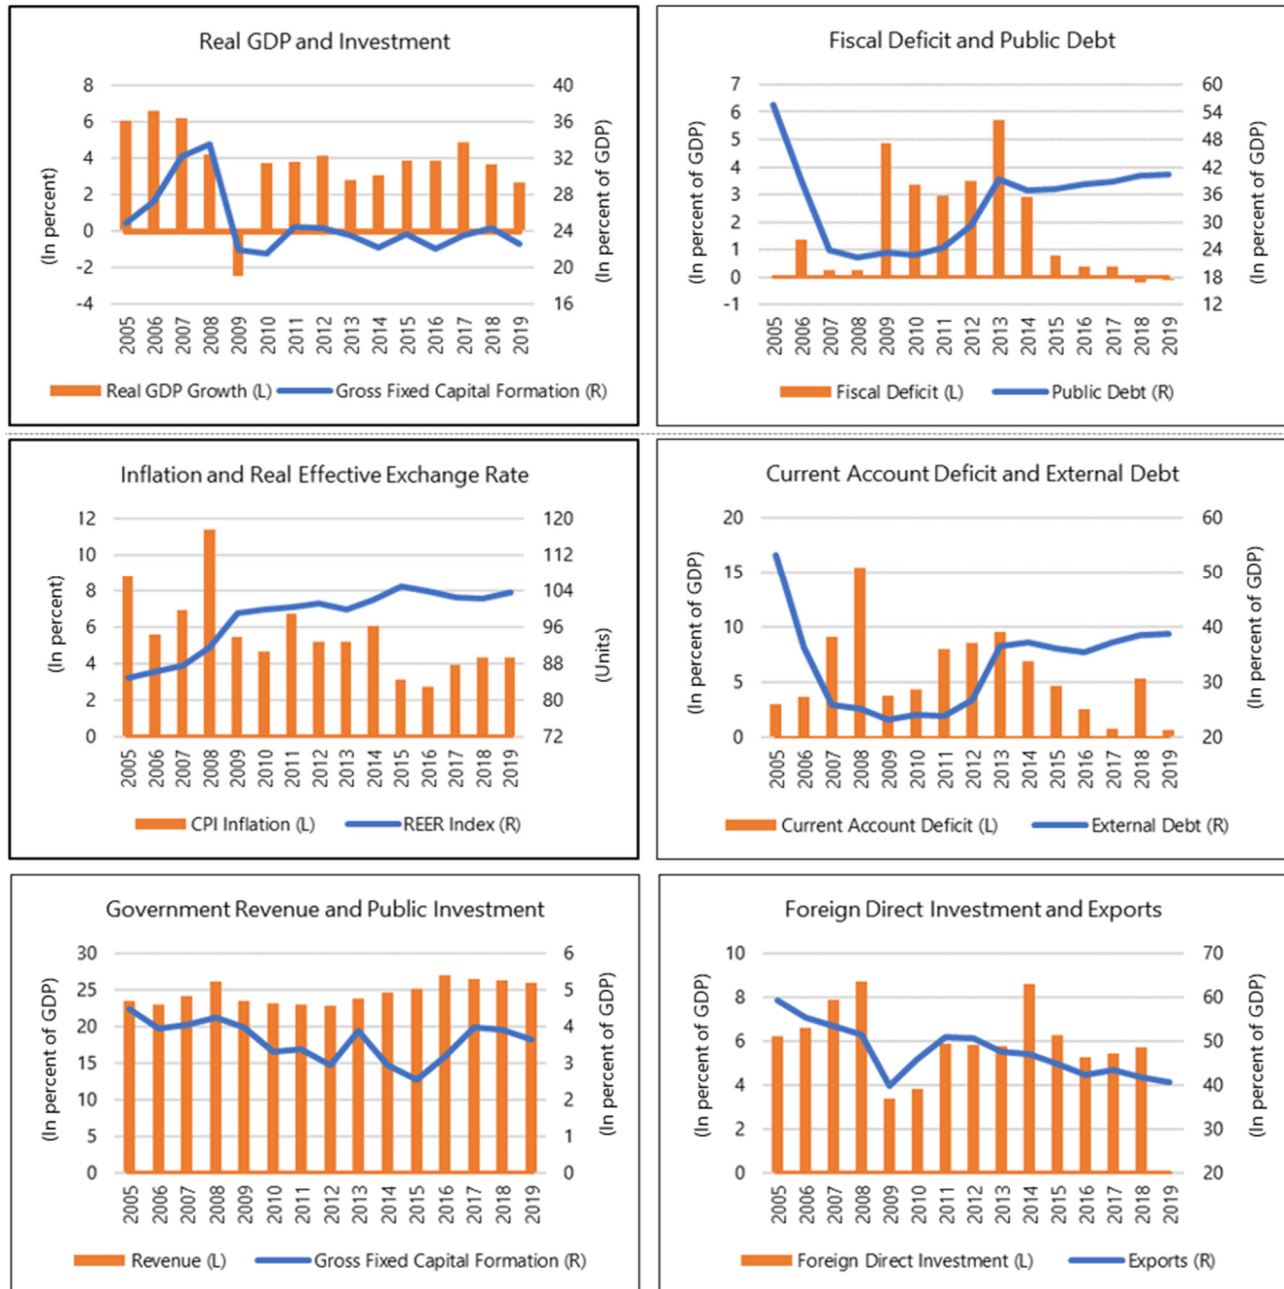 Real GDP and Investment
8
6
4
2
0
-2
-4
(In percent)
40
36
32
28
24
20
16
(In percent of GDP)
2005 2006 2007 2008 2009 2010 2011 2012 2013 2014 2015 2016 2017 2018 2019
Real GDP Growth (L) Gross Fixed Capital Formation (R)
Fiscal Deficit and Public Debt
7
6
5
4
3
2
1
0
-1
(In percent of GDP)
60
54
48
42
36
30
24
18
12
(In percent of GDP)
2005 2006 2007 2008 2009 2010 2011 2012 2013 2014 2015 2016 2017 2018 2019
Fiscal Deficit (L) Public Debt (R)
Inflation and Real Effective Exchange Rate
12
10
8
6
4
2
0
(In percent)
120
112
104
96
88
80
72
(Units)
2005 2006 2007 2008 2009 2010 2011 2012 2013 2014 2015 2016 2017 2018 2019
CPI Inflation (L) REER Index (R)
Current Account Deficit and External Debt
20
15
10
5
0
(In percent of GDP)
60
50
40
30
20
(In percent of GDP)
2005 2006 2007 2008 2009 2010 2011 2012 2013 2014 2015 2016 2017 2018 2019
Current Account Deficit (L) External Debt (R)
Government Revenue and Public Investment
30
25
20
15
10
5
0
(In percent of GDP)
6
5
4
3
2
1
0
(In percent of GDP)
2005 2006 2007 2008 2009 2010 2011 2012 2013 2014 2015 2016 2017 2018 2019
Revenue (L) Gross Fixed Capital Formation (R)
Foreign Direct Investment and Exports
10
8
6
4
2
0
(In percent of GDP)
70
60
50
40
30
20
(In percent of GDP)
2005 2006 2007 2008 2009 2010 2011 2012 2013 2014 2015 2016 2017 2018 2019
Foreign Direct Investment (L) Exports (R)